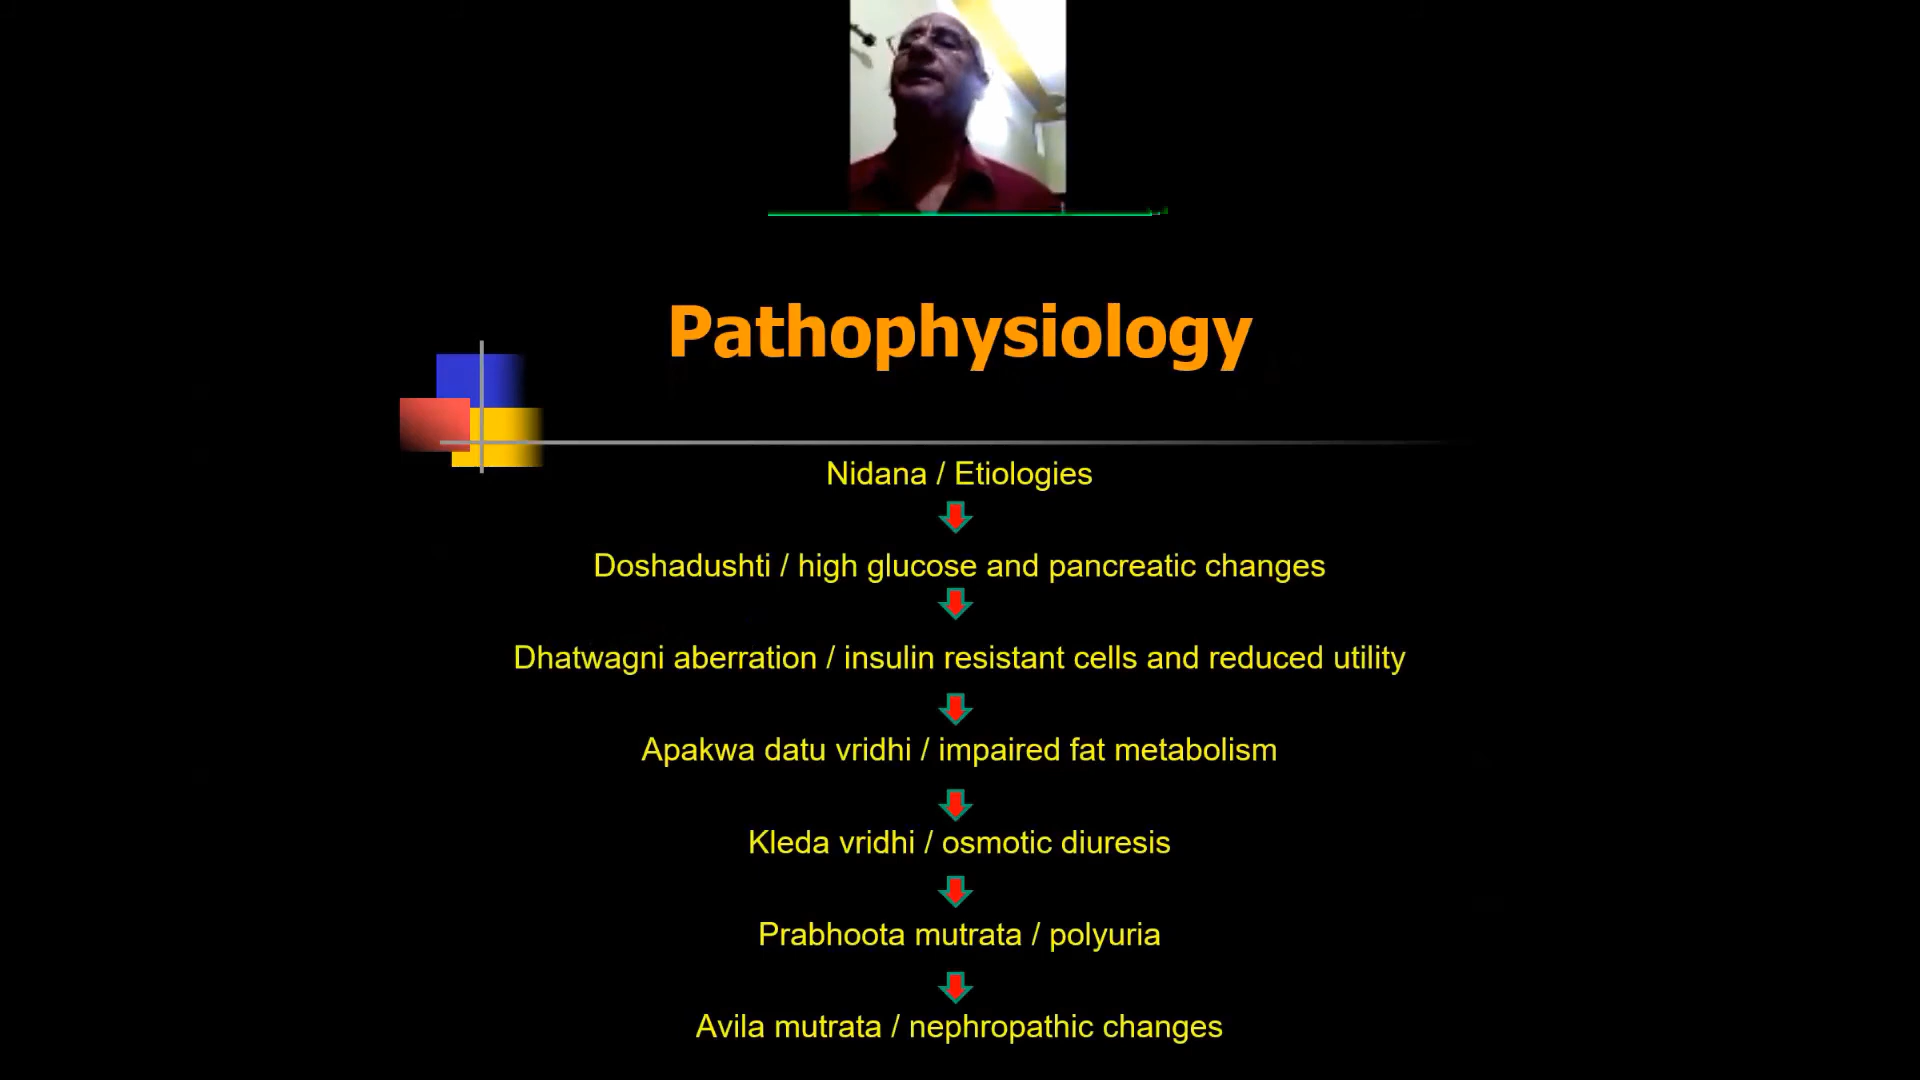 Pathophysiology
Nidana / Etiologies
Doshadushti / high glucose and pancreatic changes
Dhatwagni aberration / insulin resistant cells and reduced utility
Apakwa datu vridhi / impaired fat metabolism
Kleda vridhi / osmotic diuresis
Prabhoota mutrata / polyuria
Avila mutrata / nephropathic changes